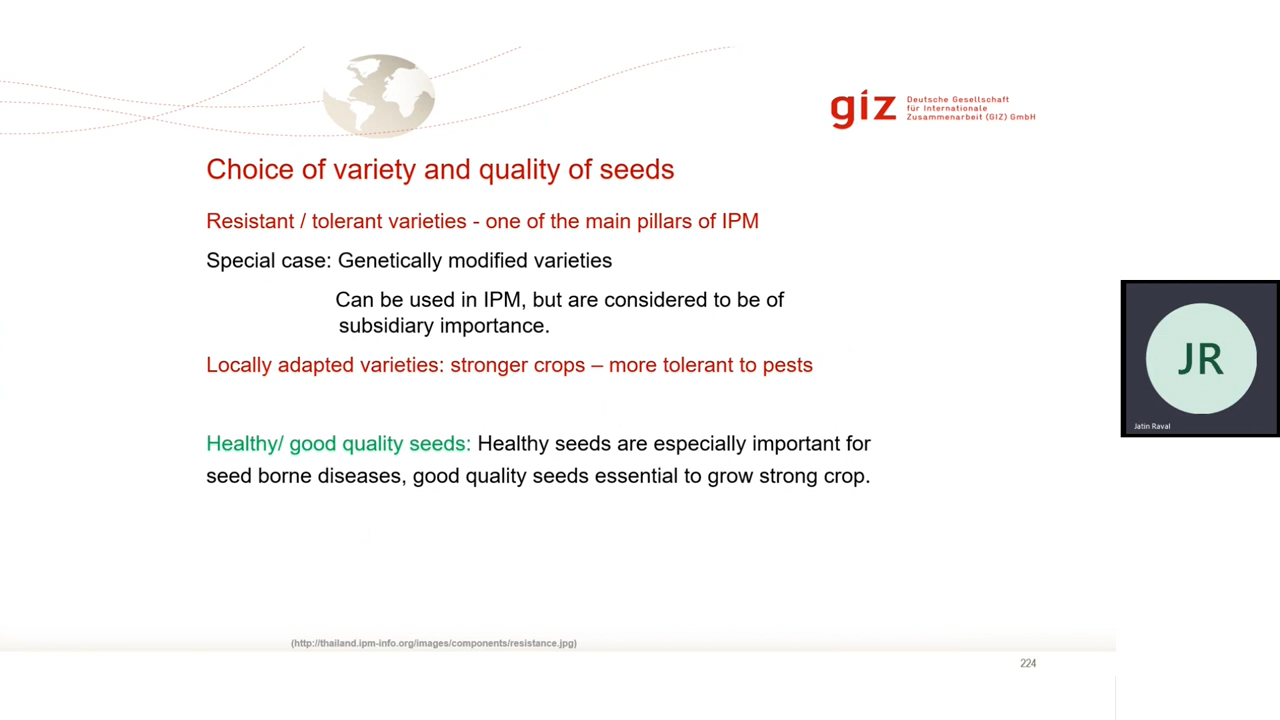 giz
Deutsche Gesellschaft
für Internationale
Zusammenarbeit (GIZ) GmbH
Choice of variety and quality of seeds
Resistant / tolerant varieties - one of the main pillars of IPM
Special case: Genetically modified varieties
Can be used in IPM, but are considered to be of
subsidiary importance.
Locally adapted varieties: stronger crops – more tolerant to pests
Healthy/ good quality seeds: Healthy seeds are especially important for
seed borne diseases, good quality seeds essential to grow strong crop.
JR
Jatin Raval
(http://thailand.ipm-info.org/images/components/resistance.jpg)
224